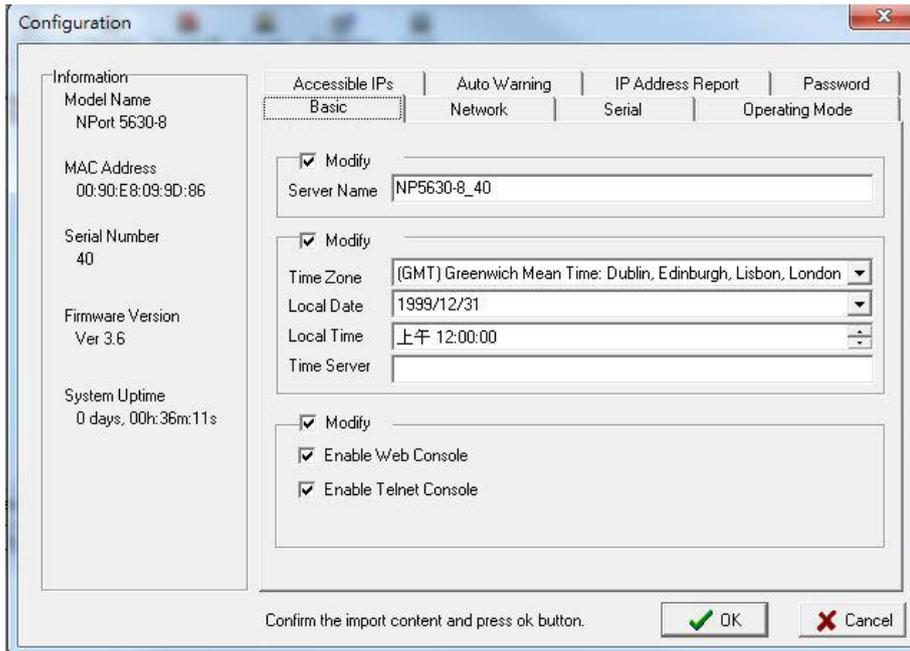 Configuration
Information
Model Name
NPort 5630-8
MAC Address
00:90:E8:09:9D:86
Serial Number
40
Firmware Version
Ver 3.6
System Uptime
0 days, 00h:36m:11s
Accessible IPs
Auto Warning
IP Address Report
Password
Basic
Network
Serial
Operating Mode
Modify
Server Name NP5630-8_40
Modify
Time Zone (GMT) Greenwich Mean Time: Dublin, Edinburgh, Lisbon, London
Local Date 1999/12/31
Local Time 上午 12:00:00
Time Server
Modify
Enable Web Console
Enable Telnet Console
Confirm the import content and press ok button.
OK
Cancel